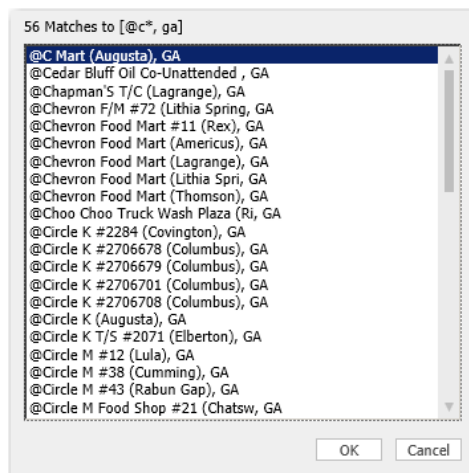 56 Matches to [@c*, ga]
@C Mart (Augusta), GA
@Cedar Bluff Oil Co-Unattended , GA
@Chapman'S T/C (Lagrange), GA
@Chevron F/M #72 (Lithia Spring, GA
@Chevron Food Mart #11 (Rex), GA
@Chevron Food Mart (Americus), GA
@Chevron Food Mart (Lagrange), GA
@Chevron Food Mart (Lithia Spri, GA
@Chevron Food Mart (Thomson), GA
@Choo Choo Truck Wash Plaza (Ri, GA
@Circle K #2284 (Covington), GA
@Circle K #2706678 (Columbus), GA
@Circle K #2706679 (Columbus), GA
@Circle K #2706701 (Columbus), GA
@Circle K #2706708 (Columbus), GA
@Circle K (Augusta), GA
@Circle K T/S #2071 (Elberton), GA
@Circle M #12 (Lula), GA
@Circle M #38 (Cumming), GA
@Circle M #43 (Rabun Gap), GA
@Circle M Food Shop #21 (Chatsw, GA
OK Cancel